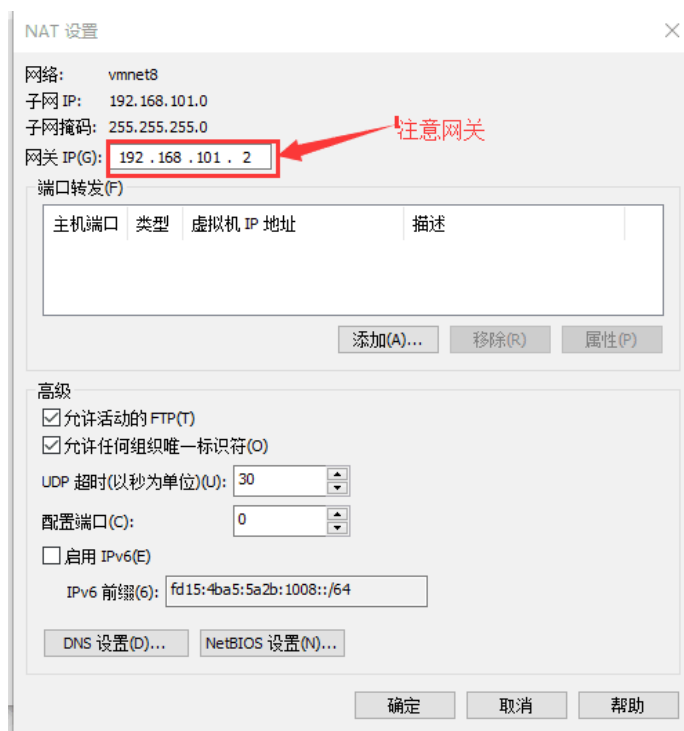 NAT 设置
网络: vmnet8
子网 IP: 192.168.101.0
子网掩码: 255.255.255.0
注意网关
网关 IP(G): 192 . 168 . 101 . 2
端口转发(F)
主机端口 类型 虚拟机 IP 地址 描述
添加(A)... 移除(R) 属性(P)
高级
允许活动的 FTP(T)
允许任何组织唯一标识符(O)
UDP 超时(以秒为单位)(U): 30
配置端口(C): 0
启用 IPv6(E)
IPv6 前缀(6): fd15:4ba5:5a2b:1008::/64
DNS 设置(D)... NetBIOS 设置(N)...
确定 取消 帮助